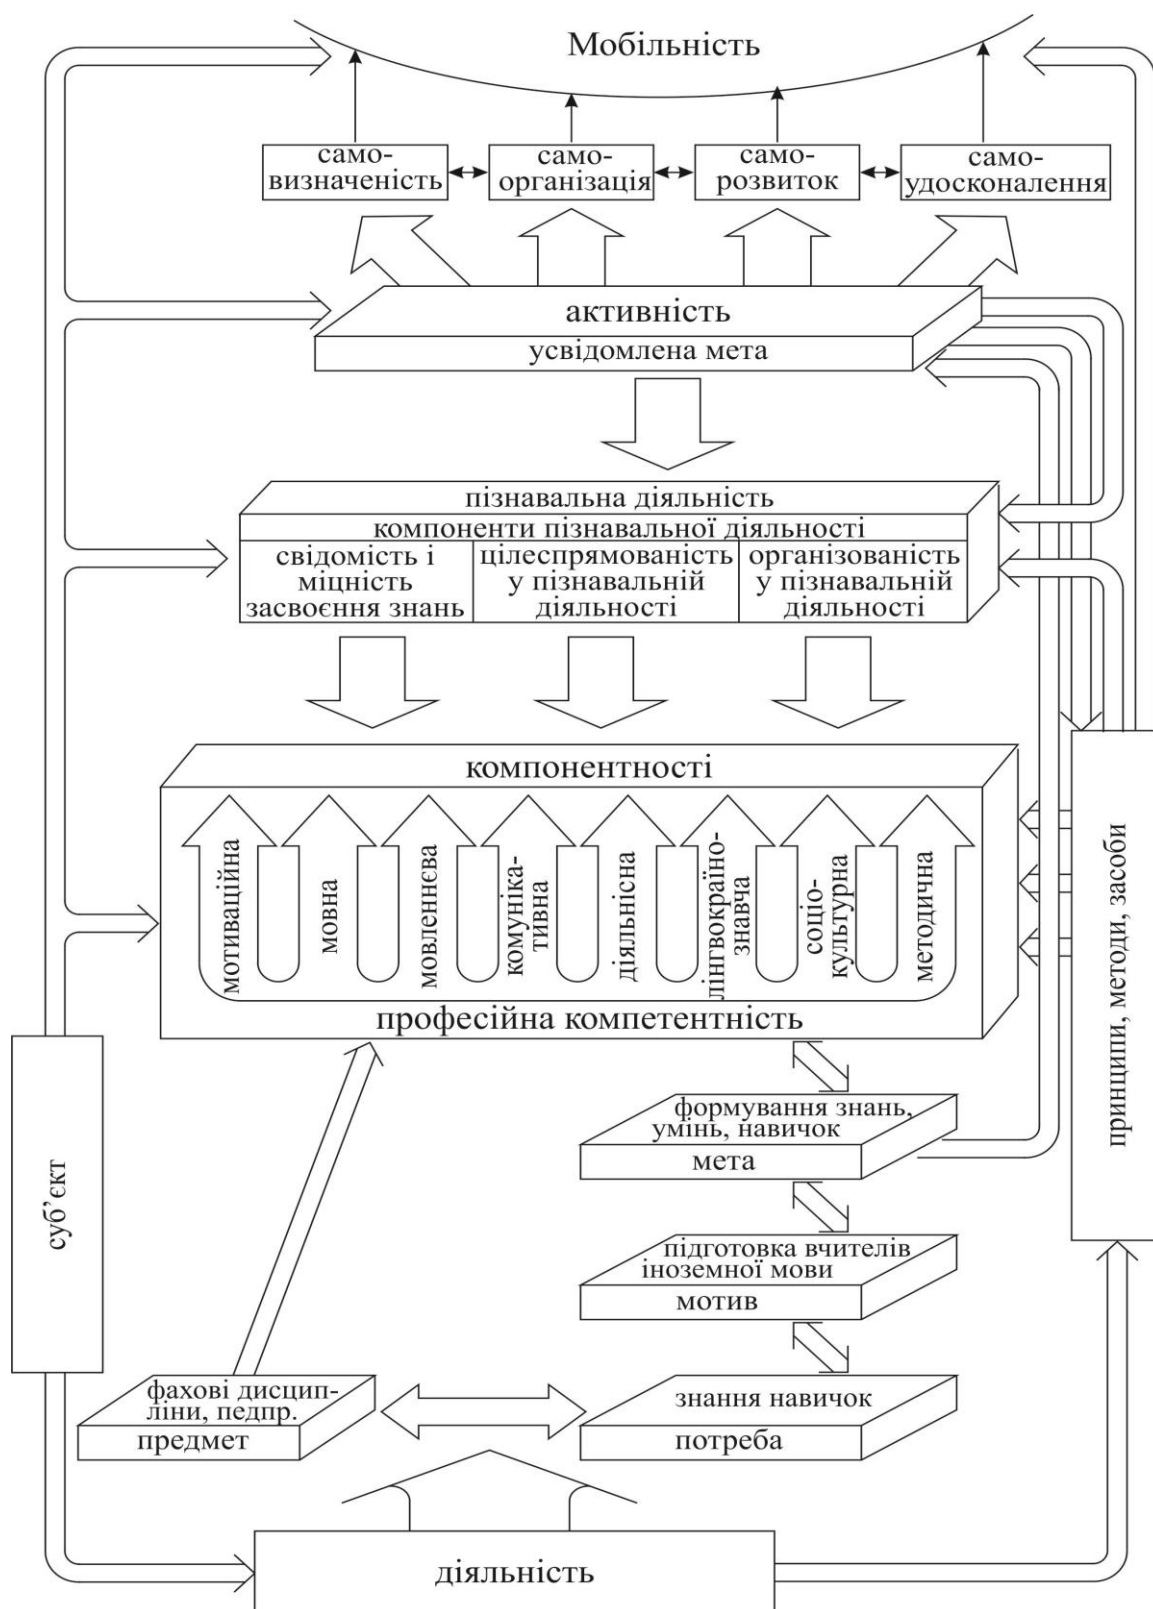 Мобільність
само-
визначеність
само-
організація
само-
розвиток
само-
удосконалення
активність
усвідомлена мета
пізнавальна діяльність
компоненти пізнавальної діяльності
свідомість і
міцність
засвоєння знань
цілеспрямованість
у пізнавальній
діяльності
організованість
у пізнавальній
діяльності
компонентності
мотиваційна
мовна
мовленнєва
комуніка-
тивна
діяльнісна
лінгвокраїно-
знавча
соціо-
культурна
методична
професійна компетентність
принципи, методи, засоби
суб’єкт
формування знань,
умінь, навичок
мета
підготовка вчителів
іноземної мови
мотив
фахові дисцип-
ліни, педпр.
предмет
знання навичок
потреба
діяльність